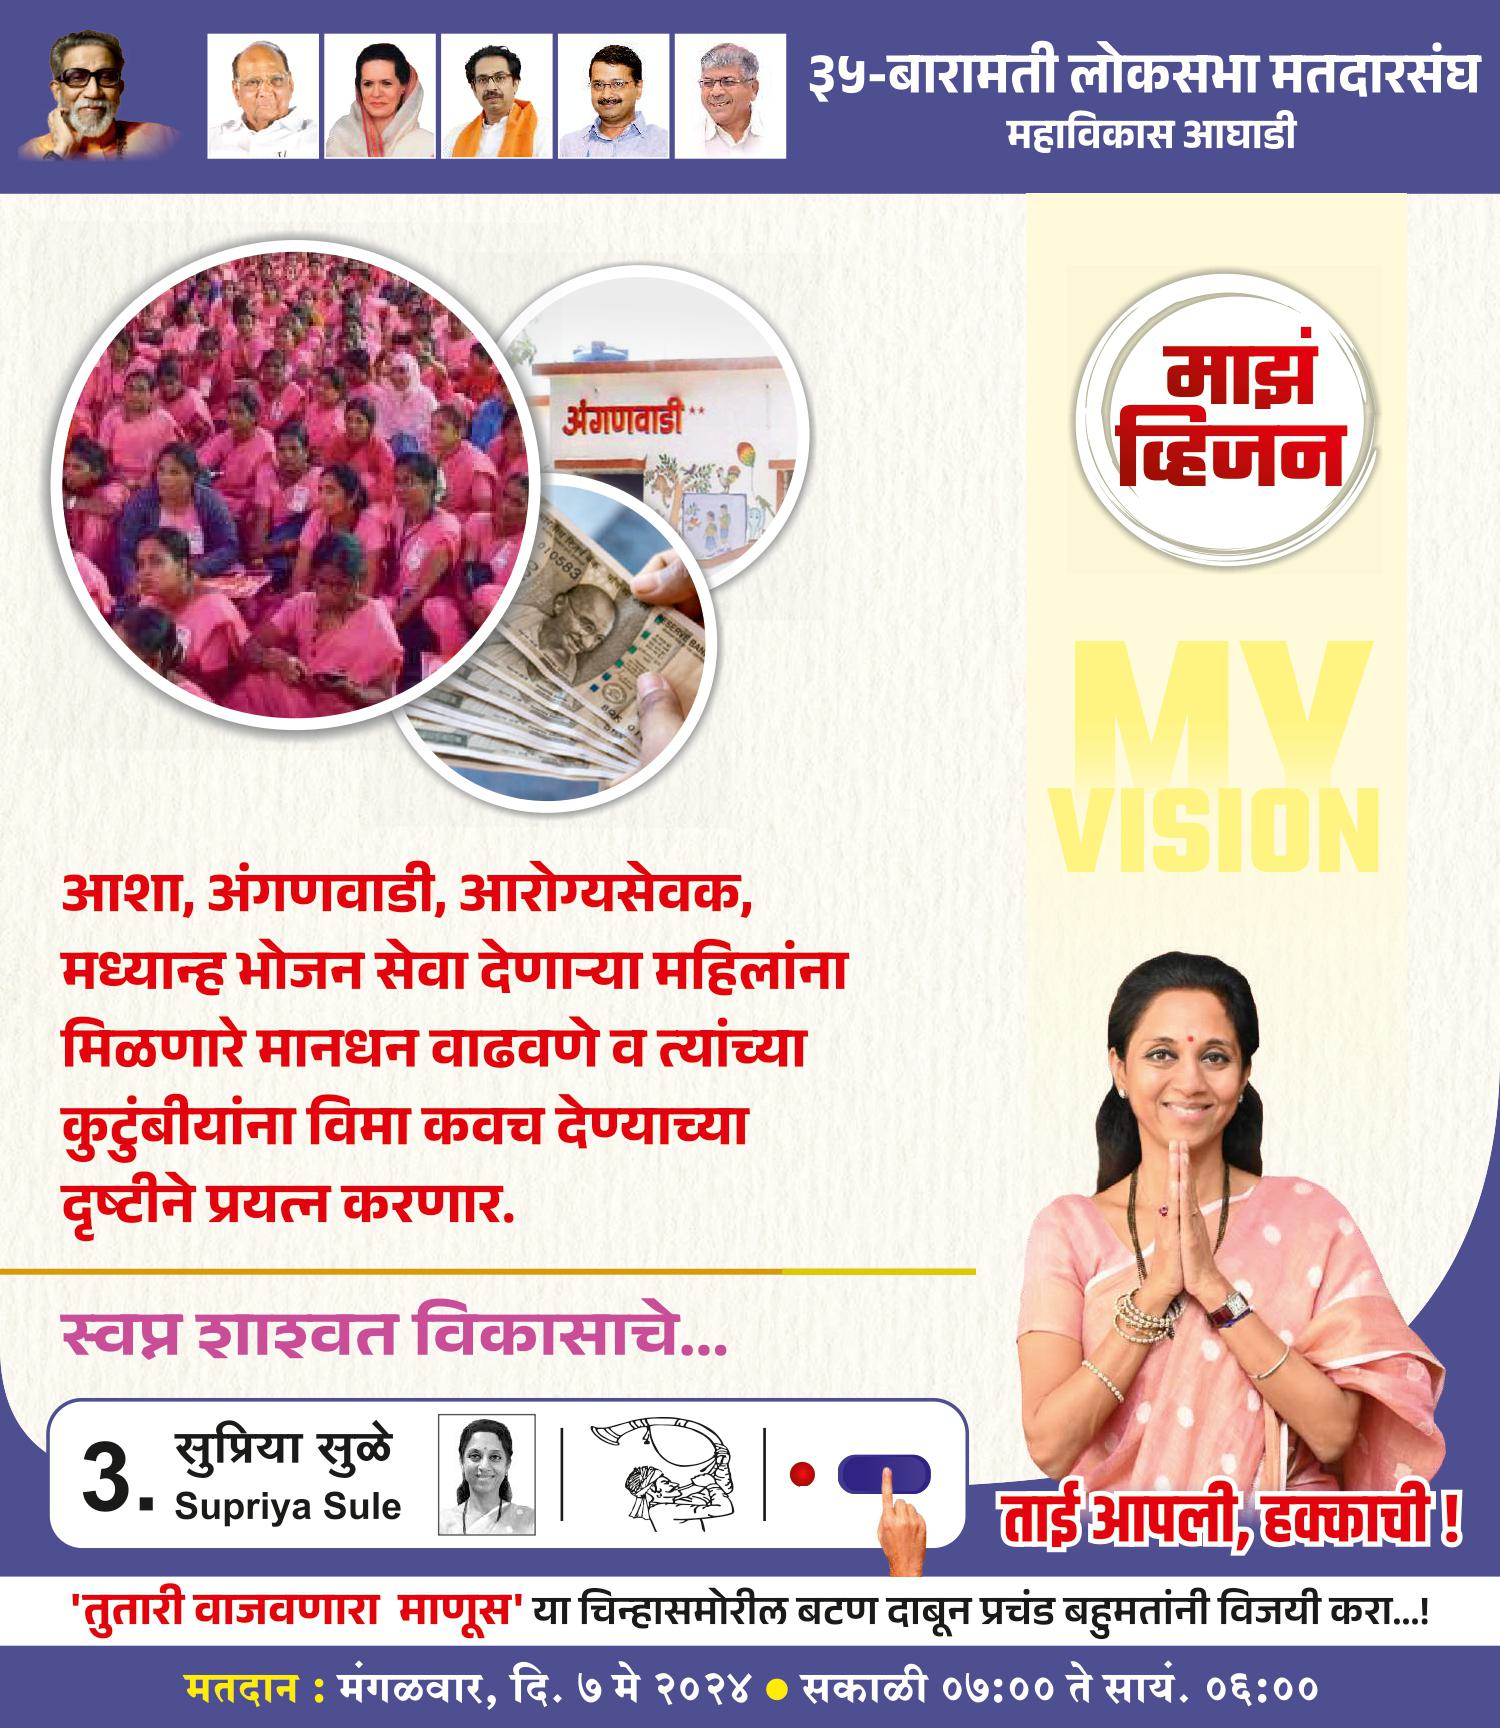 ३५-बारामती लोकसभा मतदारसंघ
महाविकास आघाडी
अंगणवाडी
माझं
व्हिजन
MY
VISION
आशा, अंगणवाडी, आरोग्यसेवक,
मध्यान्ह भोजन सेवा देणाऱ्या महिलांना
मिळणारे मानधन वाढवणे व त्यांच्या
कुटुंबीयांना विमा कवच देण्याच्या
दृष्टीने प्रयत्न करणार.
स्वप्न शाश्वत विकासाचे...
3. सुप्रिया सुळे
Supriya Sule
ताई आपली, हक्काची !
'तुतारी वाजवणारा माणूस' या चिन्हासमोरील बटण दाबून प्रचंड बहुमतांनी विजयी करा...!
मतदान : मंगळवार, दि. ७ मे २०२४ ● सकाळी ०७:०० ते सायं. ०६:००